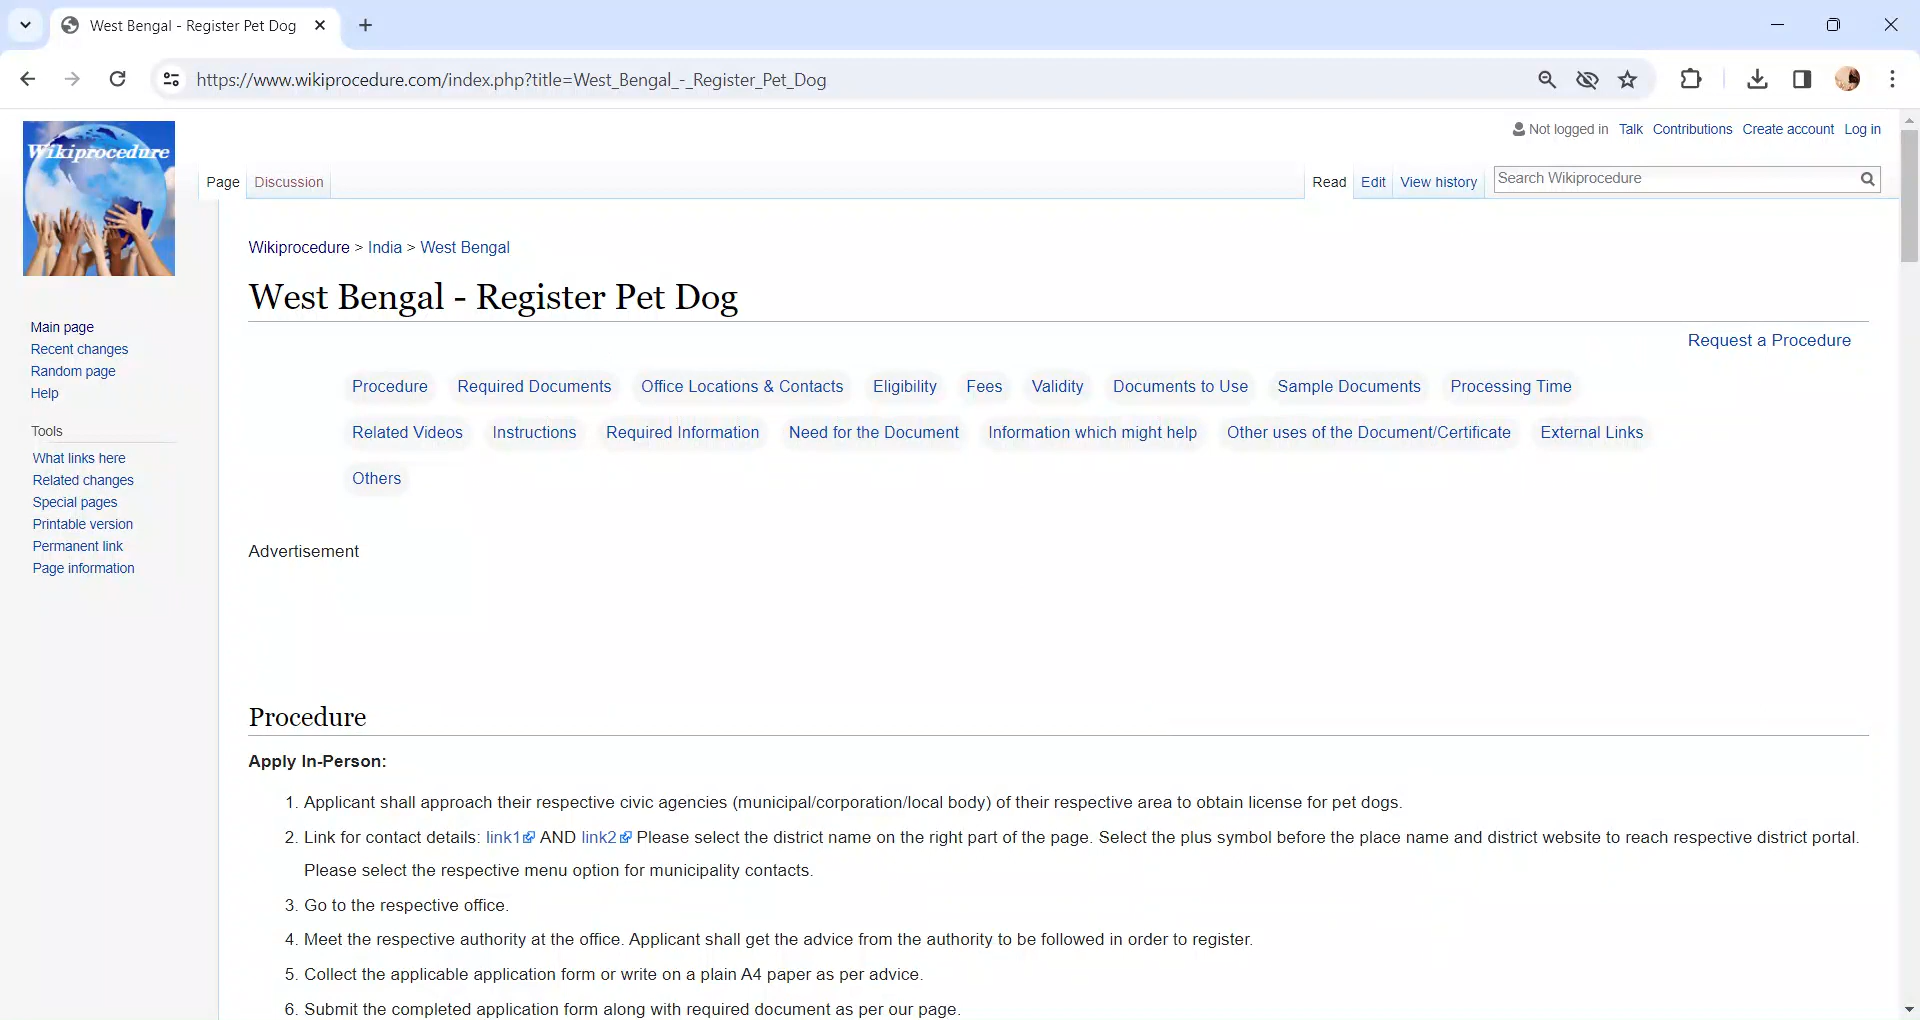 West Bengal - Register Pet Dog
https://www.wikiprocedure.com/index.php?title=West_Bengal_-_Register_Pet_Dog
Wikiprocedure
Not logged in Talk Contributions Create account Log in
Page Discussion Read Edit View history Search Wikiprocedure
Wikiprocedure > India > West Bengal
West Bengal - Register Pet Dog
Request a Procedure
Main page
Recent changes
Random page
Help
Tools
What links here
Related changes
Special pages
Printable version
Permanent link
Page information
Procedure Required Documents Office Locations & Contacts Eligibility Fees Validity Documents to Use Sample Documents Processing Time
Related Videos Instructions Required Information Need for the Document Information which might help Other uses of the Document/Certificate External Links
Others
Advertisement
Procedure
Apply In-Person:
1. Applicant shall approach their respective civic agencies (municipal/corporation/local body) of their respective area to obtain license for pet dogs.
2. Link for contact details: link1 AND link2 Please select the district name on the right part of the page. Select the plus symbol before the place name and district website to reach respective district portal.
Please select the respective menu option for municipality contacts.
3. Go to the respective office.
4. Meet the respective authority at the office. Applicant shall get the advice from the authority to be followed in order to register.
5. Collect the applicable application form or write on a plain A4 paper as per advice.
6. Submit the completed application form along with required document as per our page.